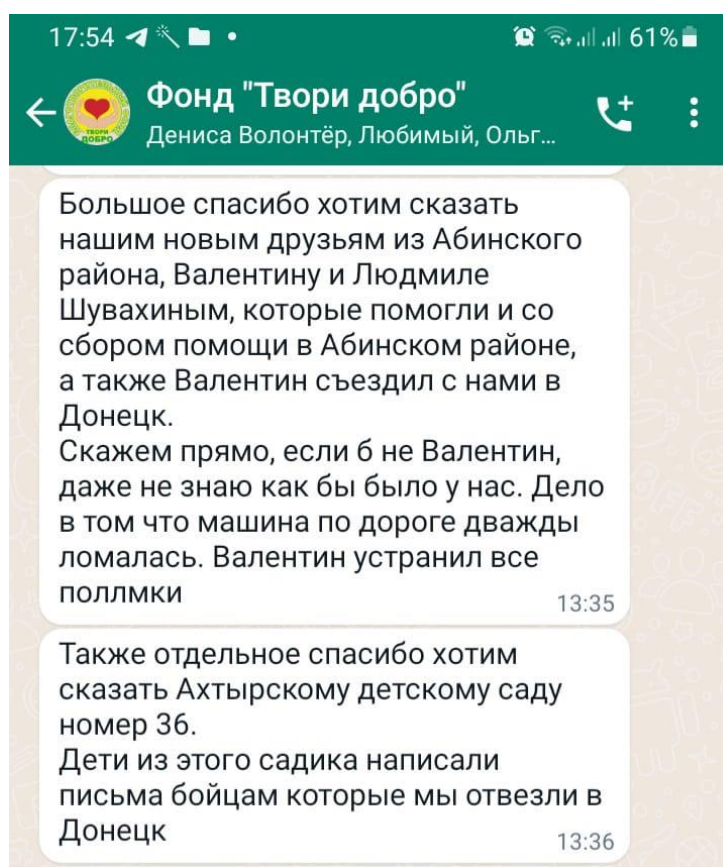 17:54
61%
Фонд "Твори добро"
Дениса Волонтёр, Любимый, Ольг...
ТВОРИ
ДОБРО
Большое спасибо хотим сказать
нашим новым друзьям из Абинского
района, Валентину и Людмиле
Шувахиным, которые помогли и со
сбором помощи в Абинском районе,
а также Валентин съездил с нами в
Донецк.
Скажем прямо, если б не Валентин,
даже не знаю как бы было у нас. Дело
в том что машина по дороге дважды
ломалась. Валентин устранил все
поллмки
13:35
Также отдельное спасибо хотим
сказать Ахтырскому детскому саду
номер 36.
Дети из этого садика написали
письма бойцам которые мы отвезли в
Донецк
13:36